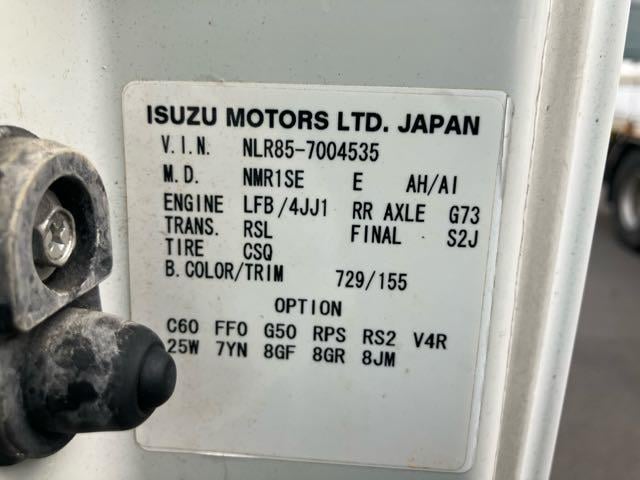 ISUZU MOTORS LTD. JAPAN
V.I.N. NLR85-7004535
M.D. NMR1SE E AH/AI
ENGINE LFB/4JJ1 RR AXLE G73
TRANS. RSL FINAL S2J
TIRE CSQ
B.COLOR/TRIM 729/155
OPTION
C60 FF0 G50 RPS RS2 V4R
25W 7YN 8GF 8GR 8JM